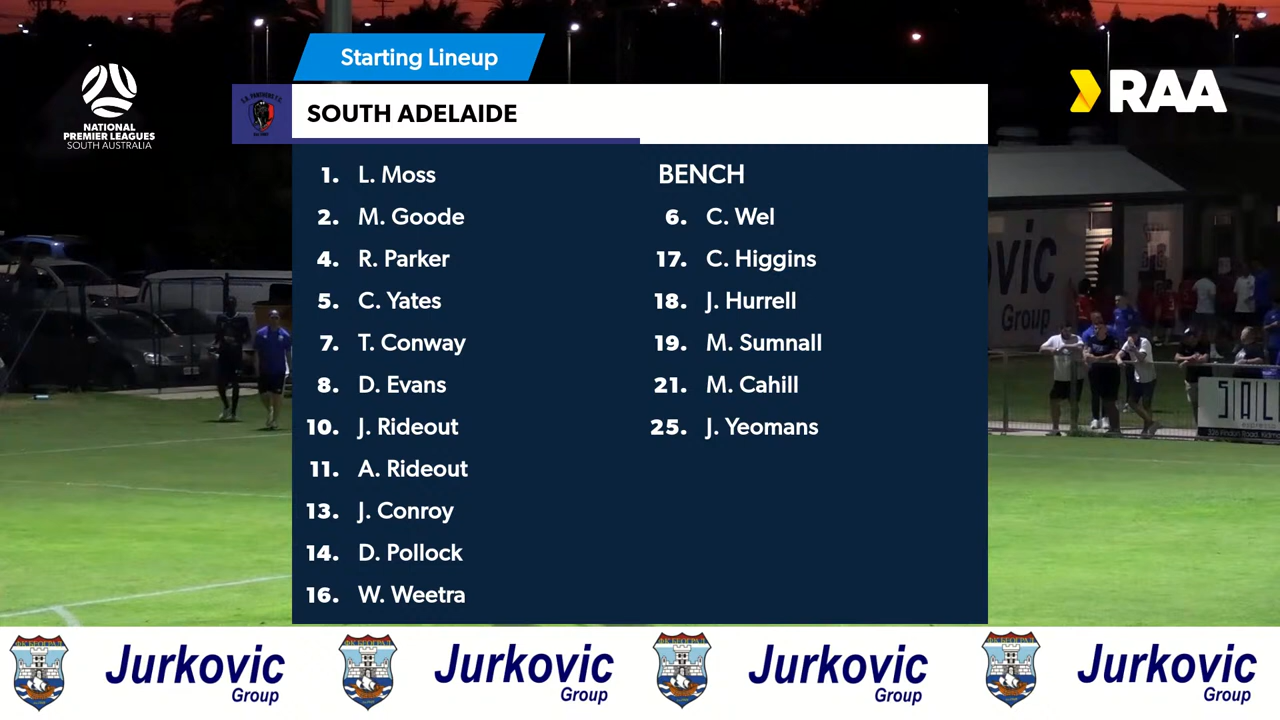 Starting Lineup
SOUTH ADELAIDE
NATIONAL
PREMIER LEAGUES
SOUTH AUSTRALIA
RAA
1. L. Moss
2. M. Goode
4. R. Parker
5. C. Yates
7. T. Conway
8. D. Evans
10. J. Rideout
11. A. Rideout
13. J. Conroy
14. D. Pollock
16. W. Weetra
BENCH
6. C. Wel
17. C. Higgins
18. J. Hurrell
19. M. Sumnall
21. M. Cahill
25. J. Yeomans
Group
SAL
Jurkovic
Group
Jurkovic
Group
Jurkovic
Group
Jurkovic
Group